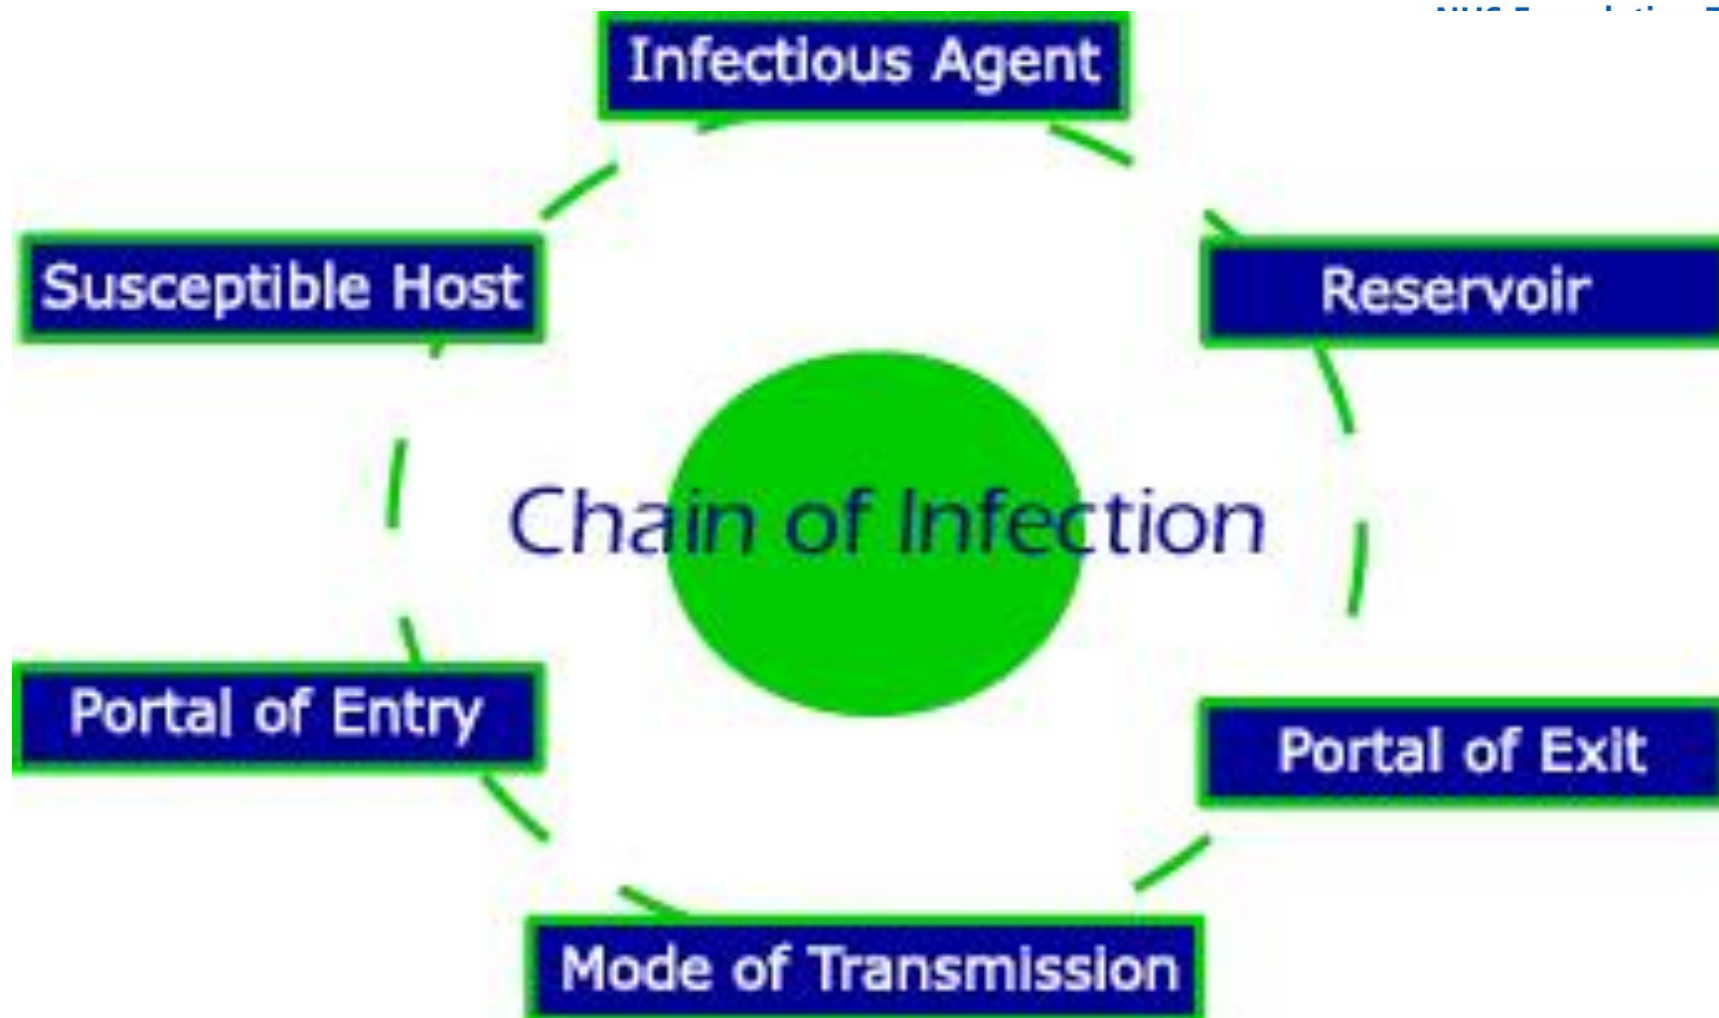 Infectious Agent
Susceptible Host
Reservoir
Chain of Infection
Portal of Entry
Portal of Exit
Mode of Transmission